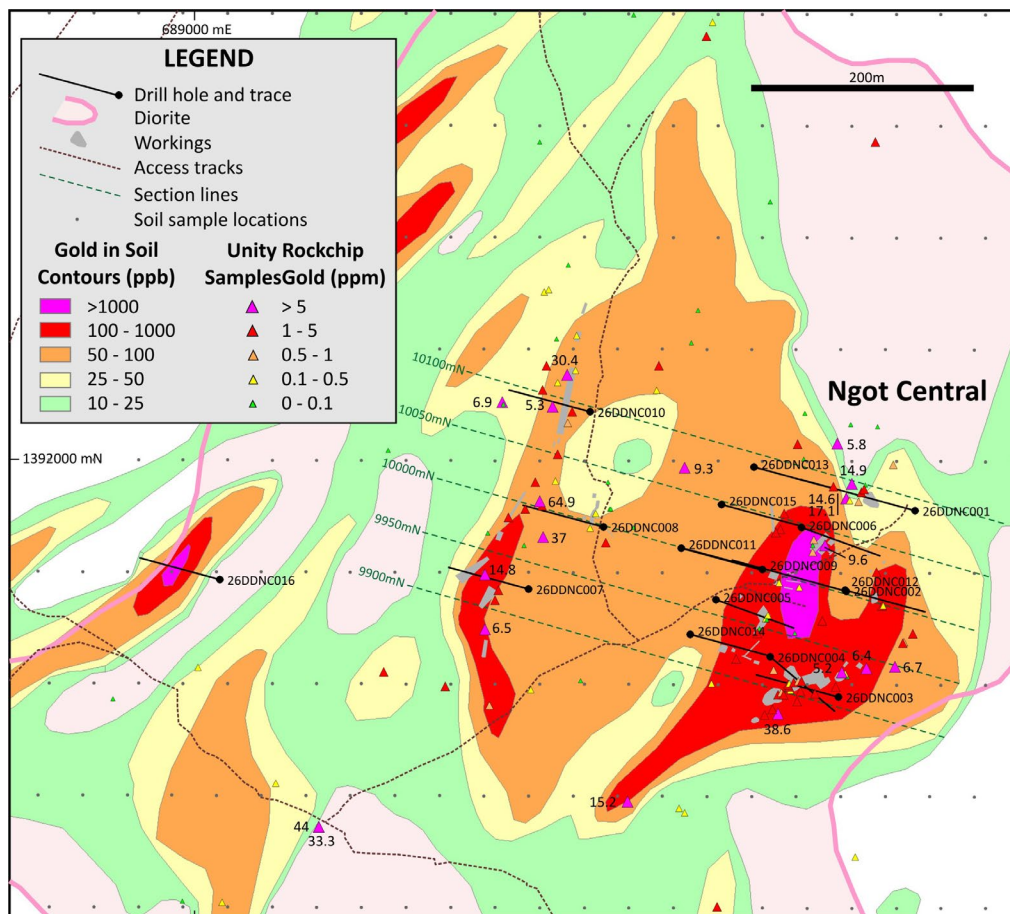 689000 mE
LEGEND
Drill hole and trace
Diorite
Workings
Access tracks
Section lines
Soil sample locations
Gold in Soil
Contours (ppb)
>1000
100 - 1000
50 - 100
25 - 50
10 - 25
Unity Rockchip
SamplesGold (ppm)
> 5
1 - 5
0.5 - 1
0.1 - 0.5
0 - 0.1
200m
Ngot Central
1392000 mN
10100mN
10050mN
10000mN
9950mN
9900mN
30.4
6.9
5.3
26DDNC010
5.8
9.3
26DDNC013
14.9
14.6
17.1
26DDNC001
64.9
26DDNC015
26DDNC008
26DDNC006
37
26DDNC011
9.6
26DDNC009
14.8
26DDNC016
26DDNC007
26DDNC012
26DDNC002
26DDNC005
6.5
26DDNC014
26DDNC004
5.2
6.4
6.7
26DDNC003
38.6
15.2
44
33.3